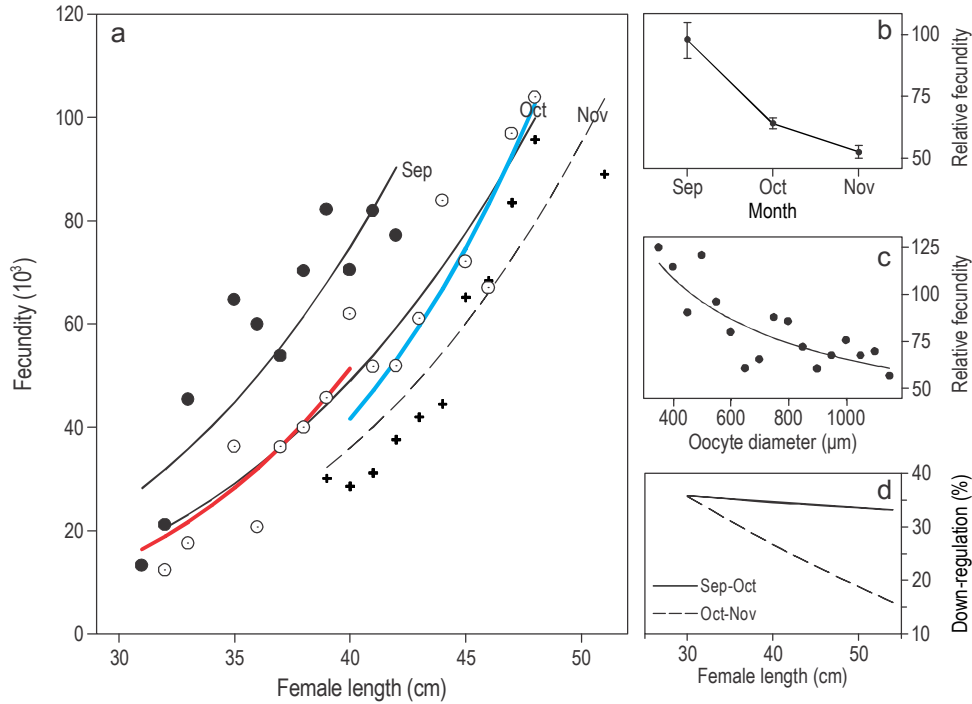 a
120
100
80
60
40
20
0
Fecundity (10³)
Sep
Oct
Nov
30
35
40
45
50
Female length (cm)
b
100
75
50
Relative fecundity
Sep
Oct
Nov
Month
c
125
100
75
50
Relative fecundity
400
600
800
1000
Oocyte diameter (µm)
d
40
35
30
15
20
10
Down-regulation (%)
Sep-Oct
Oct-Nov
30
40
50
Female length (cm)